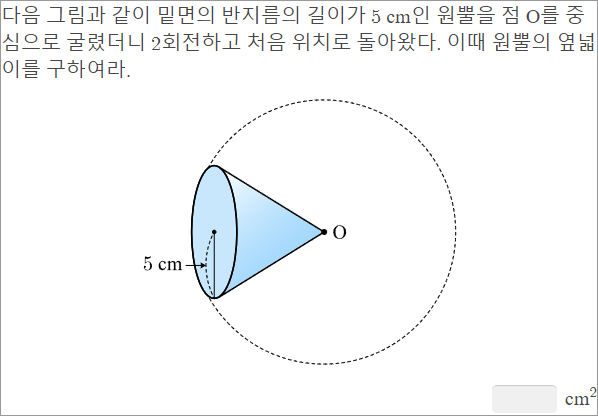 다음 그림과 같이 밑면의 반지름의 길이가 5 cm인 원뿔을 점 O를 중
심으로 굴렸더니 2회전하고 처음 위치로 돌아왔다. 이때 원뿔의 옆넓
이를 구하여라.
O
5 cm
cm²